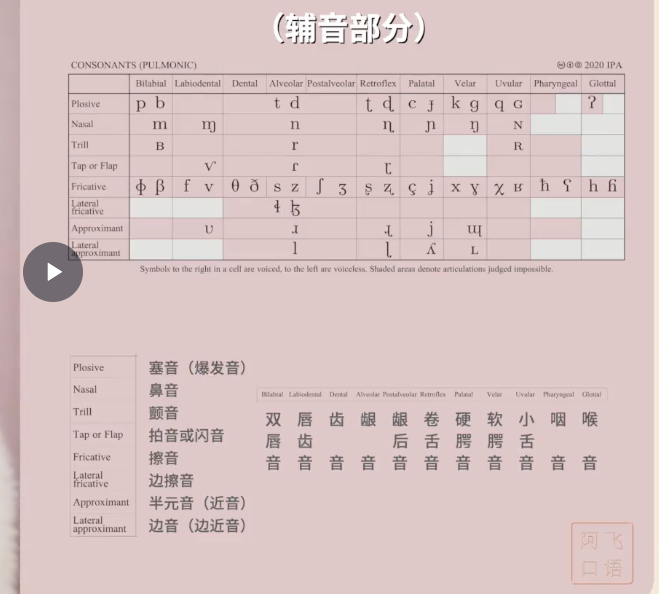 （辅音部分）
CONSONANTS (PULMONIC) 2020 IPA
Bilabial Labiodental Dental Alveolar Postalveolar Retroflex Palatal Velar Uvular Pharyngeal Glottal
Plosive p b t d ʈ ɖ c ɟ k ɡ q ɢ ʔ
Nasal m ɱ n ɳ ɲ ŋ ɴ
Trill ʙ r ʀ
Tap or Flap ⱱ ɾ ɽ
Fricative ɸ β f v θ ð s z ʃ ʒ ʂ ʐ ç ʝ x ɣ χ ʁ ħ ʕ h ɦ
Lateral fricative ɬ ɮ
Approximant ʋ ɹ ɻ j ɰ
Lateral approximant l ɭ ʎ ʟ
Symbols to the right in a cell are voiced, to the left are voiceless. Shaded areas denote articulations judged impossible.
Plosive 塞音（爆发音）
Nasal 鼻音
Trill 颤音
Tap or Flap 拍音或闪音
Fricative 擦音
Lateral fricative 边擦音
Approximant 半元音（近音）
Lateral approximant 边音（边近音）
Bilabial Labiodental Dental Alveolar Postalveolar Retroflex Palatal Velar Uvular Pharyngeal Glottal
双 唇 齿 龈 龈 卷 硬 软 小 咽 喉
唇 齿 后 舌 腭 腭 舌
音 音 音 音 音 音 音 音 音 音 音
阿飞
口语